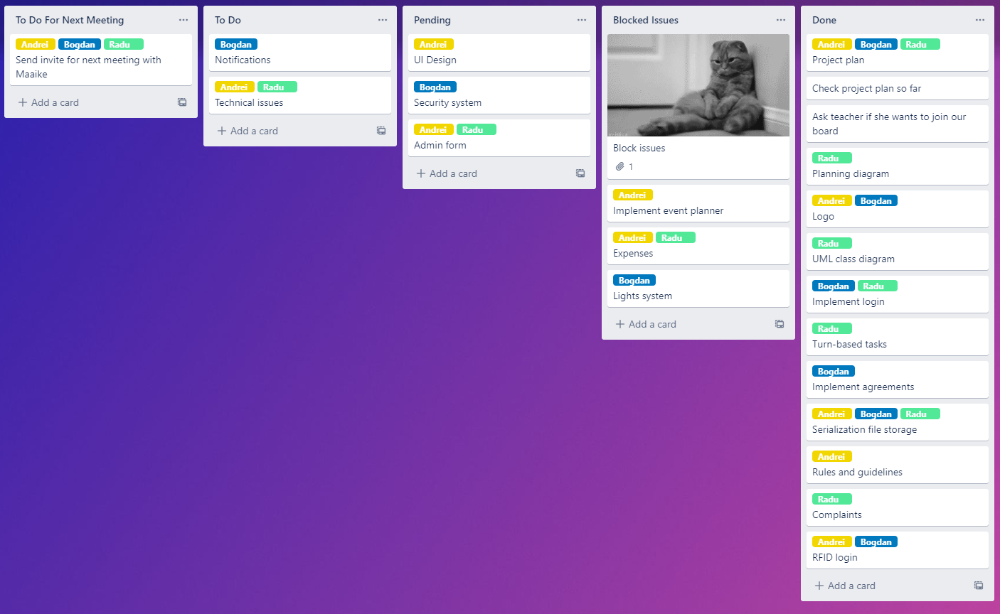 To Do For Next Meeting
Andrei Bogdan Radu
Send invite for next meeting with
Maaike
Add a card
To Do
Bogdan
Notifications
Andrei Radu
Technical issues
Add a card
Pending
Andrei
UI Design
Bogdan
Security system
Andrei Radu
Admin form
Add a card
Blocked Issues
Block issues
1
Andrei
Implement event planner
Andrei Radu
Expenses
Bogdan
Lights system
Add a card
Done
Andrei Bogdan Radu
Project plan
Check project plan so far
Ask teacher if she wants to join our
board
Radu
Planning diagram
Andrei Bogdan
Logo
Radu
UML class diagram
Bogdan Radu
Implement login
Radu
Turn-based tasks
Bogdan
Implement agreements
Andrei Bogdan Radu
Serialization file storage
Andrei
Rules and guidelines
Radu
Complaints
Andrei Bogdan
RFID login
Add a card